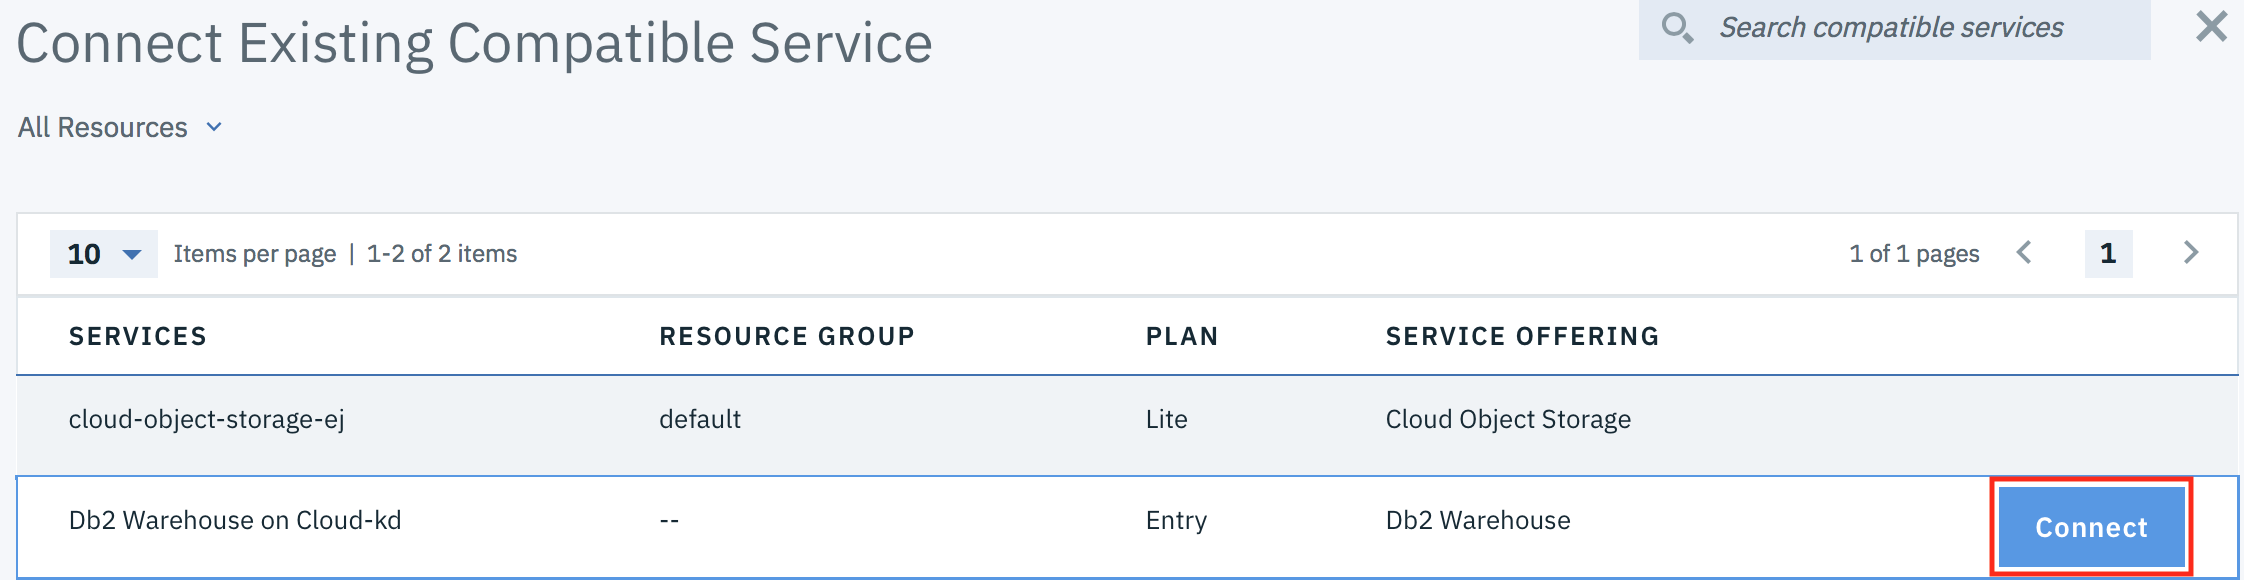 Connect Existing Compatible Service
Search compatible services
All Resources
10 Items per page | 1-2 of 2 items 1 of 1 pages 1
SERVICES RESOURCE GROUP PLAN SERVICE OFFERING
cloud-object-storage-ej default Lite Cloud Object Storage
Db2 Warehouse on Cloud-kd -- Entry Db2 Warehouse Connect